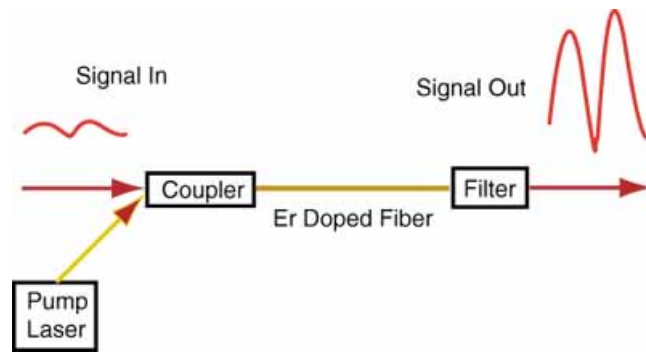 Signal In
Signal Out
Coupler
Filter
Er Doped Fiber
Pump
Laser